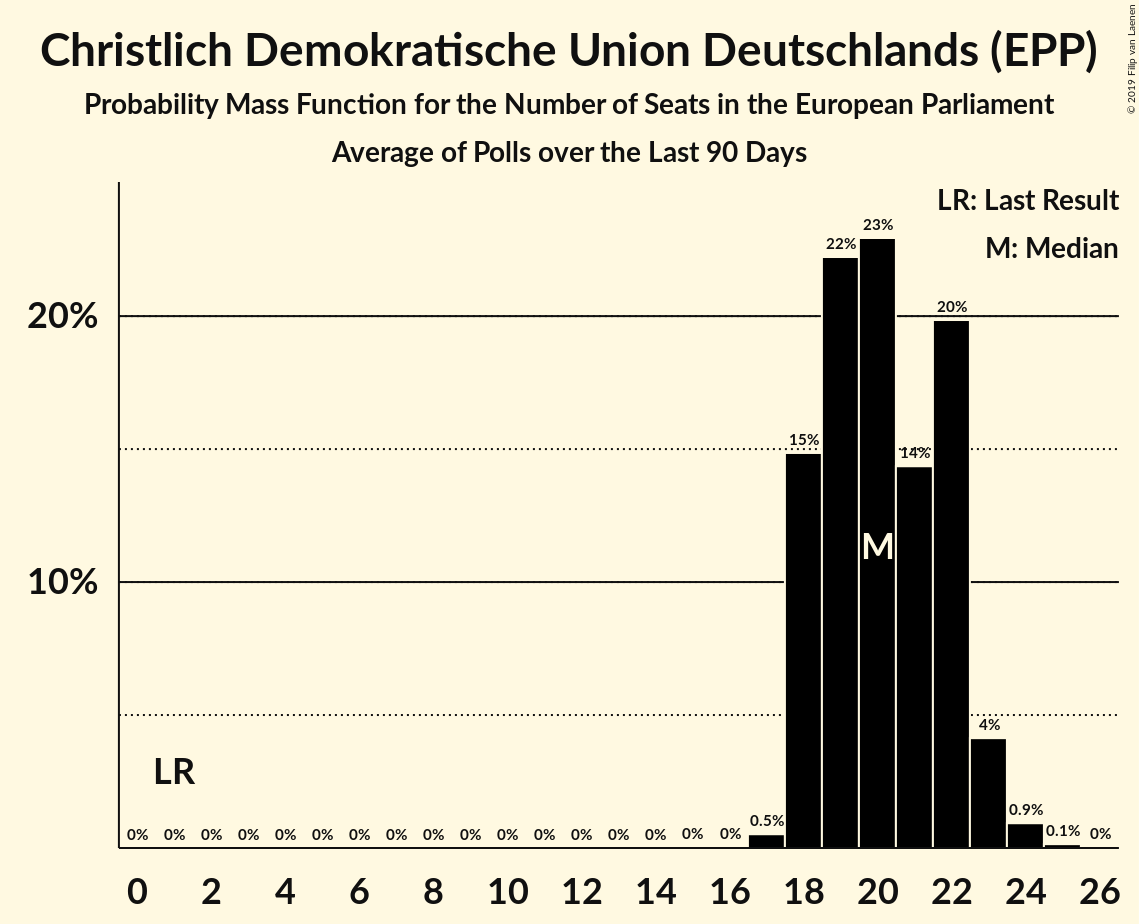 Christlich Demokratische Union Deutschlands (EPP)
Probability Mass Function for the Number of Seats in the European Parliament
Average of Polls over the Last 90 Days
© 2019 Filip van Laenen
LR: Last Result
M: Median
20%
10%
23%
22%
20%
15%
14%
M
4%
LR
0.9%
0.5%
0.1%
0% 0% 0% 0% 0% 0% 0% 0% 0% 0% 0% 0% 0% 0% 0% 0% 0% 0%
0 2 4 6 8 10 12 14 16 18 20 22 24 26